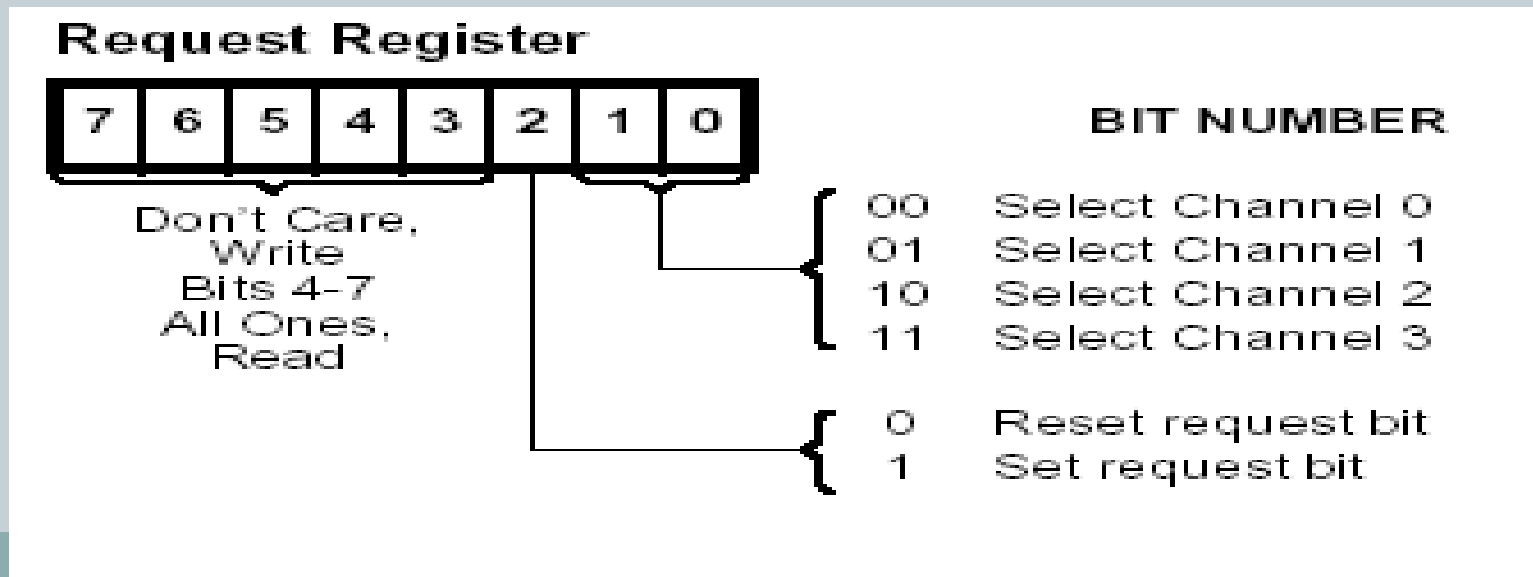 Request Register
7 6 5 4 3 2 1 0
BIT NUMBER
Don't Care,
Write
Bits 4-7
All Ones,
Read
00 Select Channel 0
01 Select Channel 1
10 Select Channel 2
11 Select Channel 3
0 Reset request bit
1 Set request bit